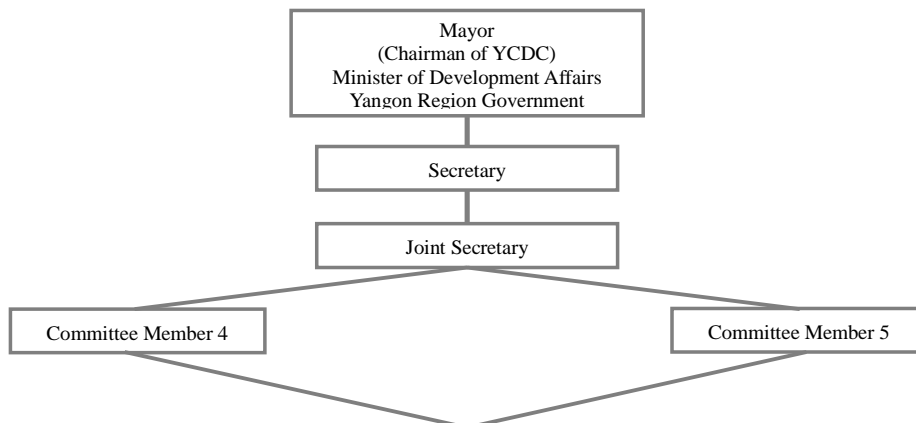 Mayor
(Chairman of YCDC)
Minister of Development Affairs
Yangon Region Government
Secretary
Joint Secretary
Committee Member 4
Committee Member 5